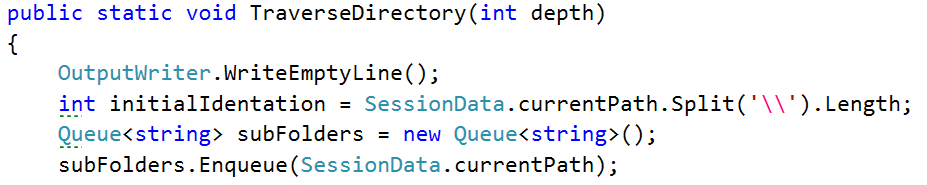 public static void TraverseDirectory(int depth)
{
    OutputWriter.WriteEmptyLine();
    int initialIdentation = SessionData.currentPath.Split('\\').Length;
    Queue<string> subFolders = new Queue<string>();
    subFolders.Enqueue(SessionData.currentPath);